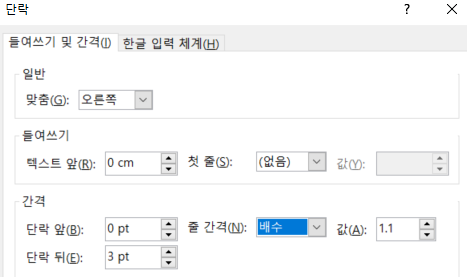 단락 ? ×
들여쓰기 및 간격(I) 한글 입력 체계(H)
일반
맞춤(G): 오른쪽
들여쓰기
텍스트 앞(R): 0 cm 첫 줄(S): (없음) 값(Y):
간격
단락 앞(B): 0 pt 줄 간격(N): 배수 값(A): 1.1
단락 뒤(E): 3 pt